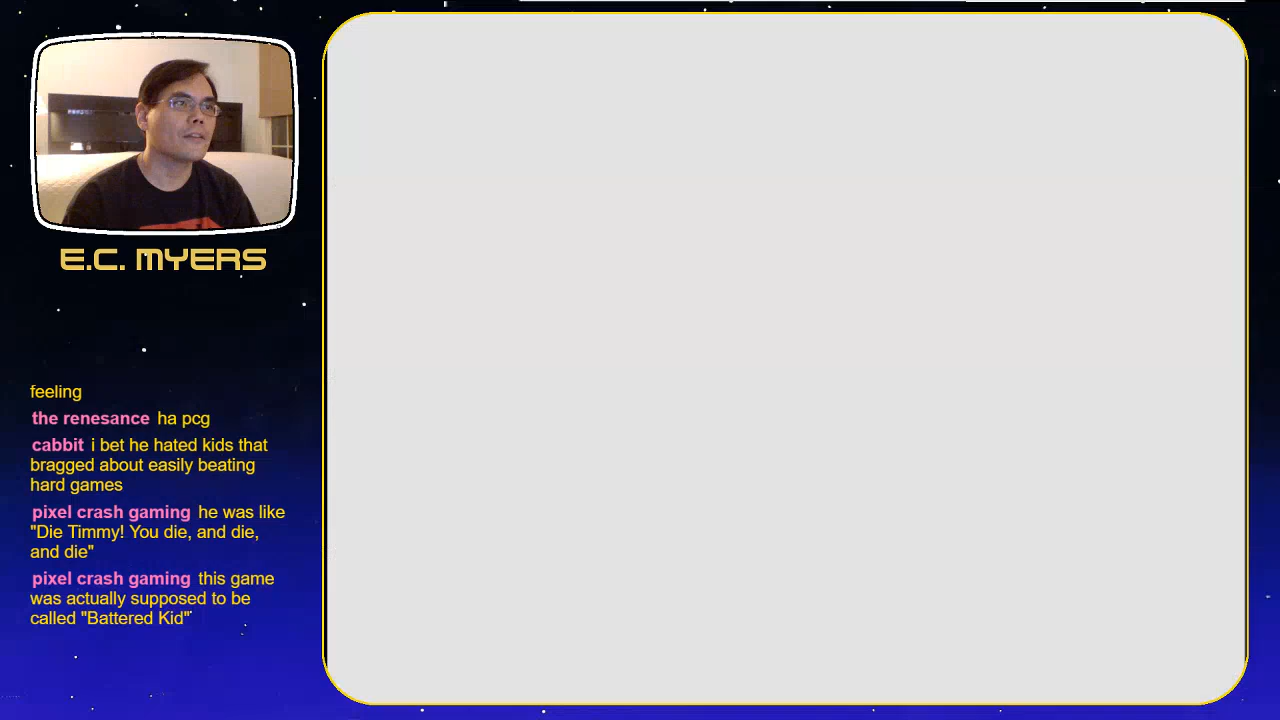 E.C. MYERS
feeling
the renesance ha pcg
cabbit i bet he hated kids that
bragged about easily beating
hard games
pixel crash gaming he was like
"Die Timmy! You die, and die,
and die"
pixel crash gaming this game
was actually supposed to be
called "Battered Kid"